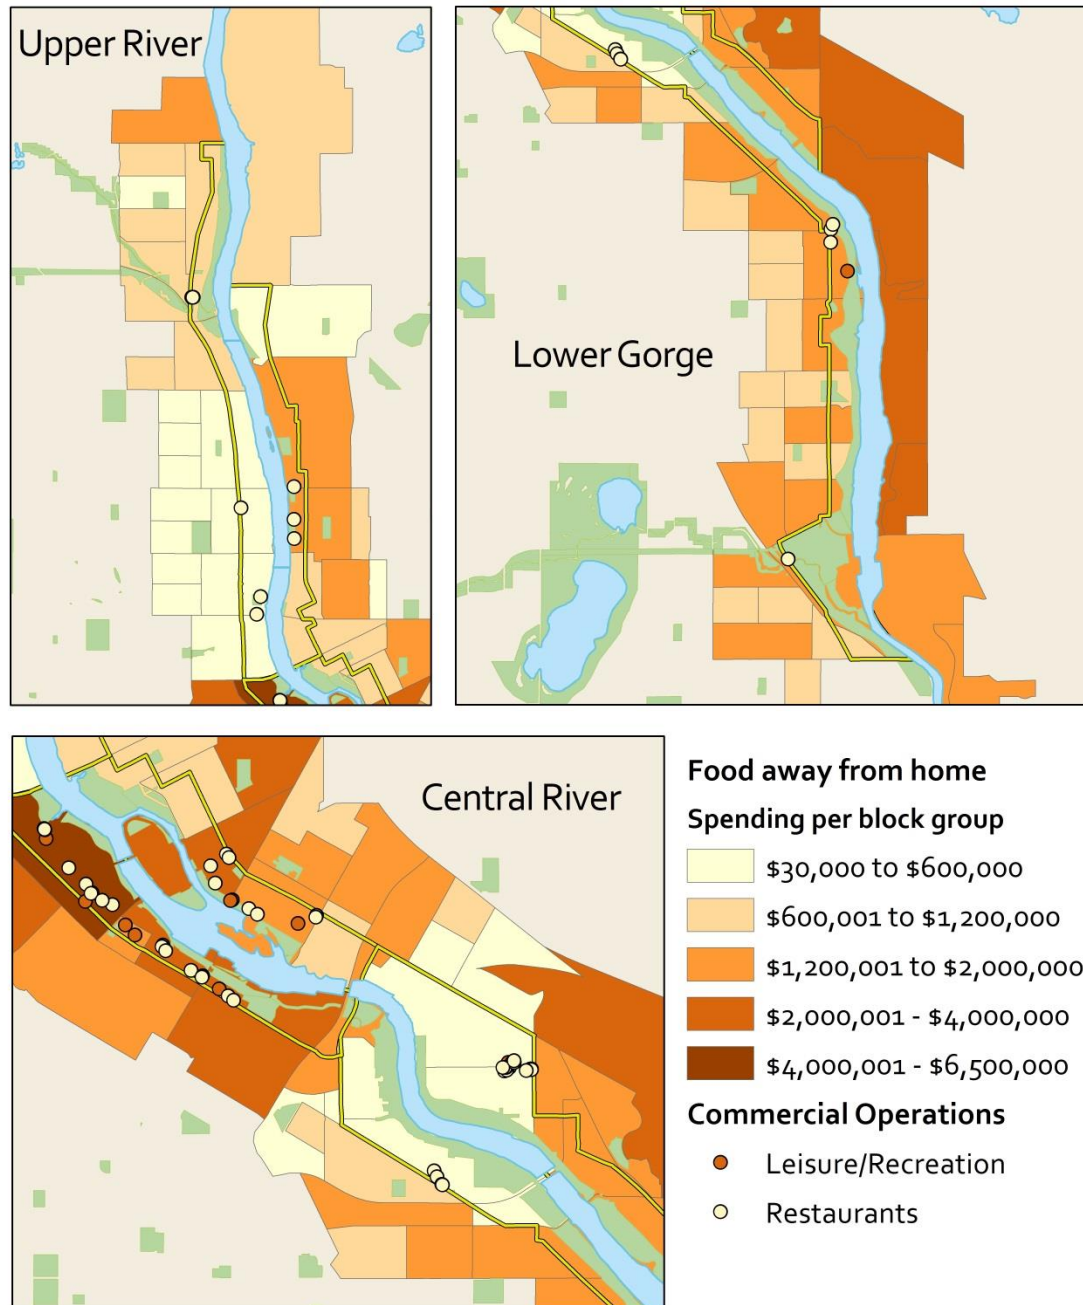 Upper River
Lower Gorge
Central River
Food away from home
Spending per block group
$30,000 to $600,000
$600,001 to $1,200,000
$1,200,001 to $2,000,000
$2,000,001 - $4,000,000
$4,000,001 - $6,500,000
Commercial Operations
Leisure/Recreation
Restaurants